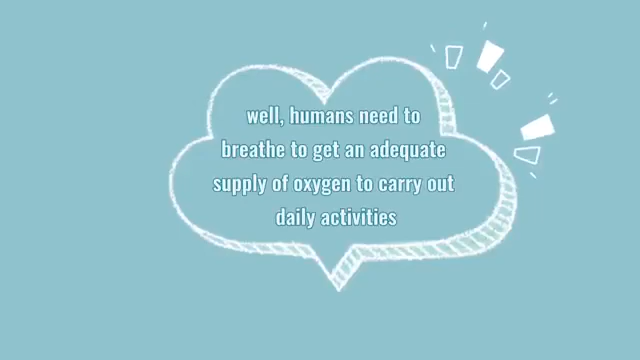 well, humans need to
breathe to get an adequate
supply of oxygen to carry out
daily activities